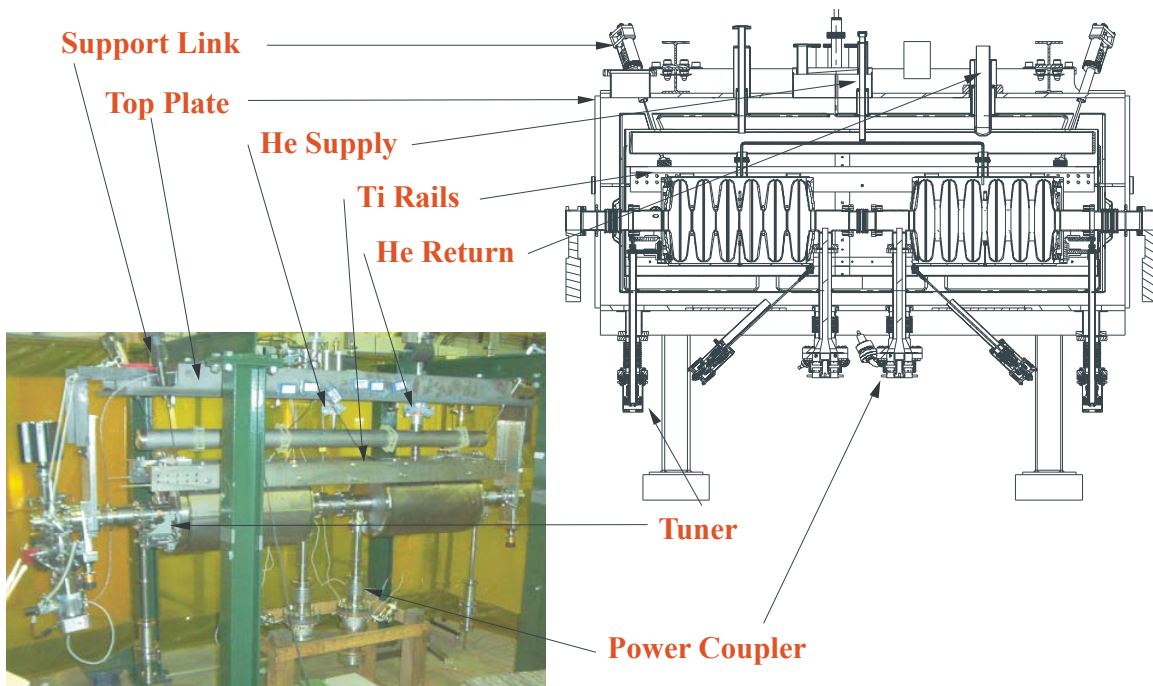 Support Link
Top Plate
He Supply
Ti Rails
He Return
Tuner
Power Coupler